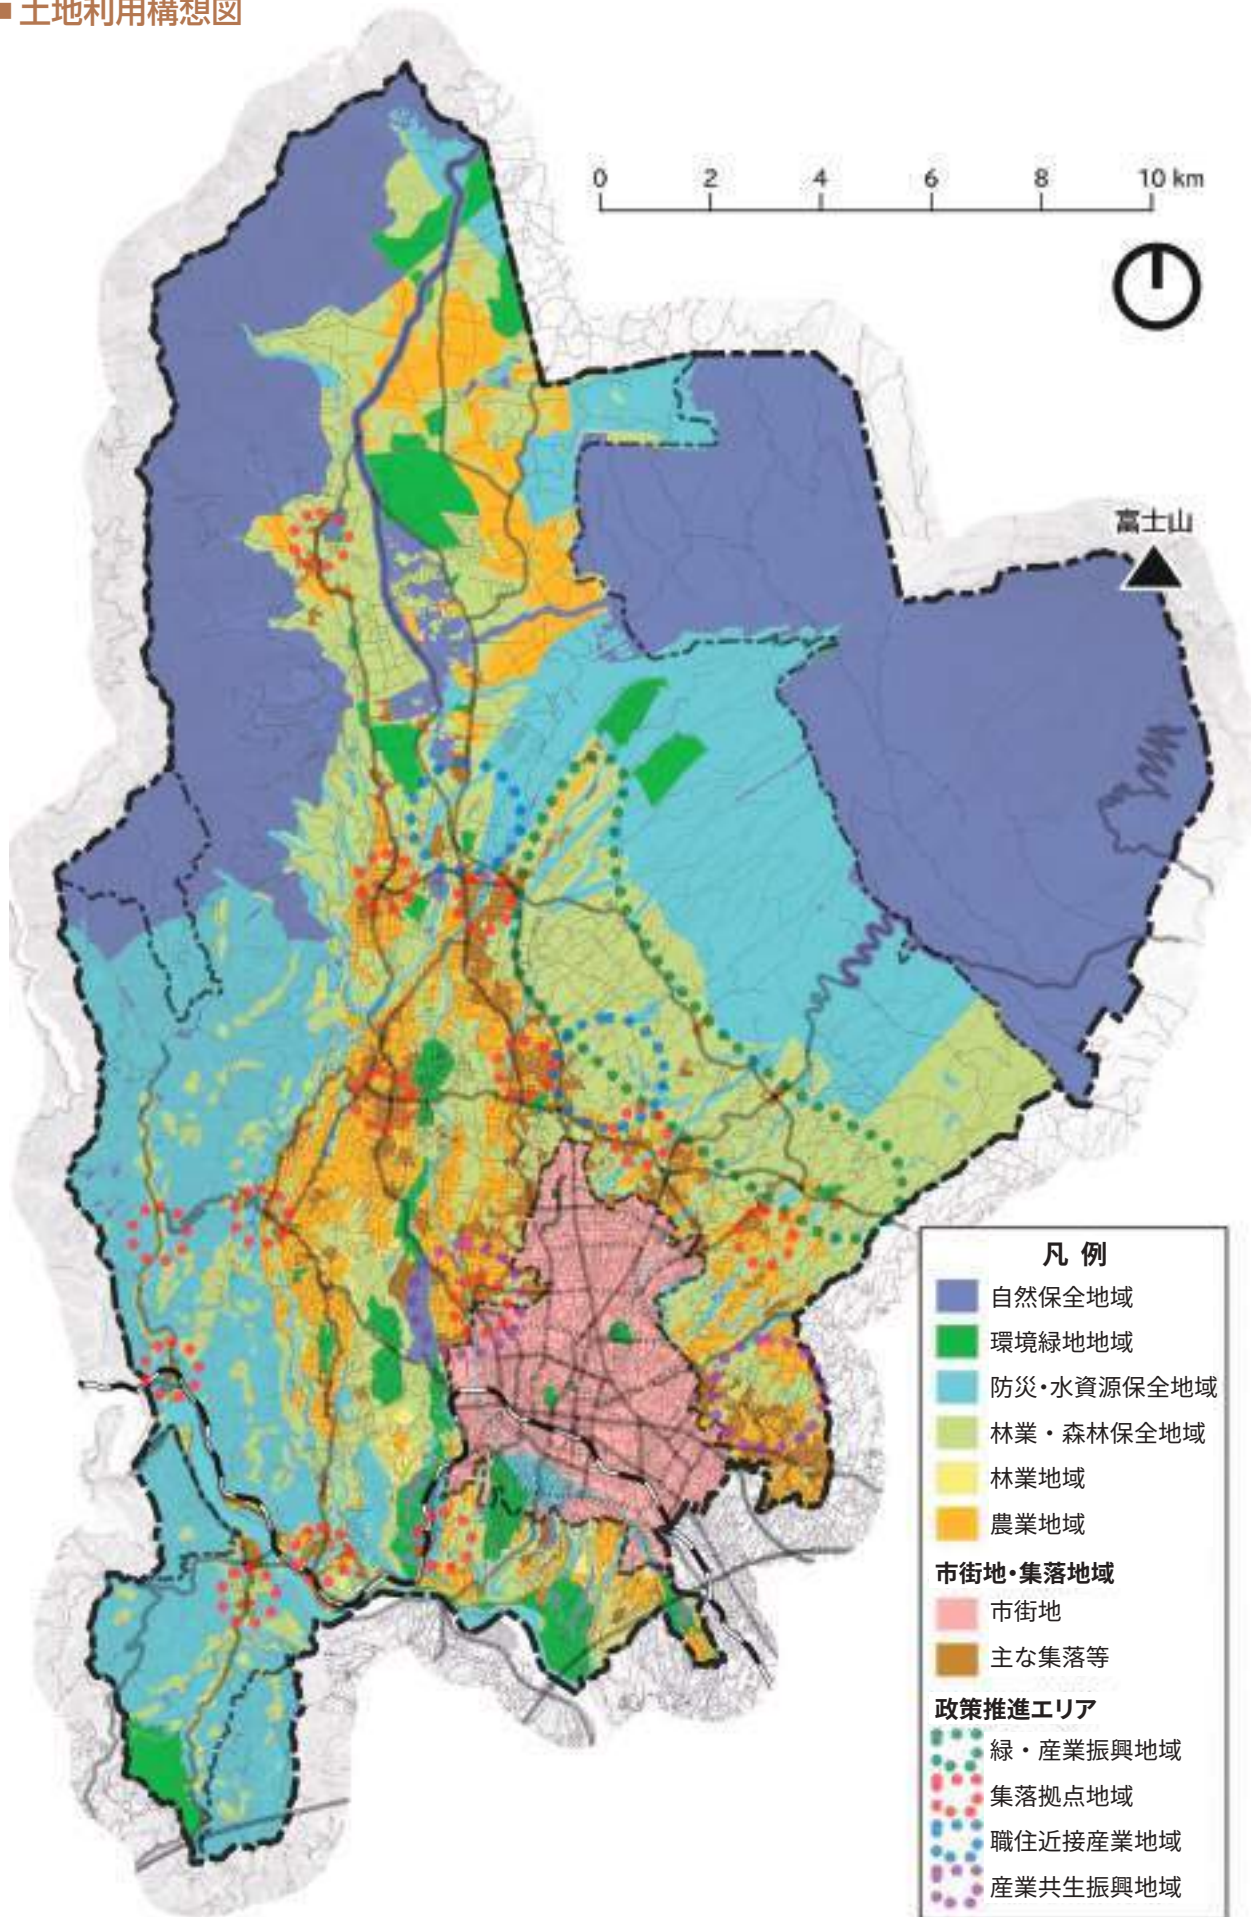 ■ 土地利用構想図
0 2 4 6 8 10 km
富士山
凡 例
自然保全地域
環境緑地地域
防災・水資源保全地域
林業・森林保全地域
林業地域
農業地域
市街地・集落地域
市街地
主な集落等
政策推進エリア
緑・産業振興地域
集落拠点地域
職住近接産業地域
産業共生振興地域